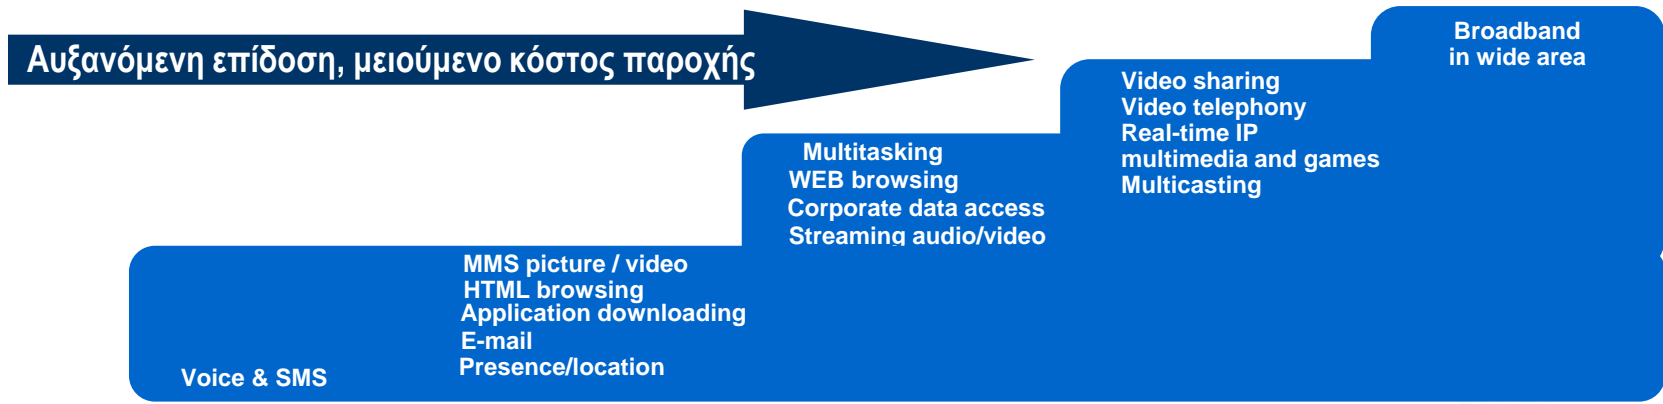 Αυξανόμενη επίδοση, μειούμενο κόστος παροχής
Broadband
in wide area
Video sharing
Video telephony
Real-time IP
multimedia and games
Multicasting
Multitasking
WEB browsing
Corporate data access
Streaming audio/video
MMS picture / video
HTML browsing
Application downloading
E-mail
Presence/location
Voice & SMS